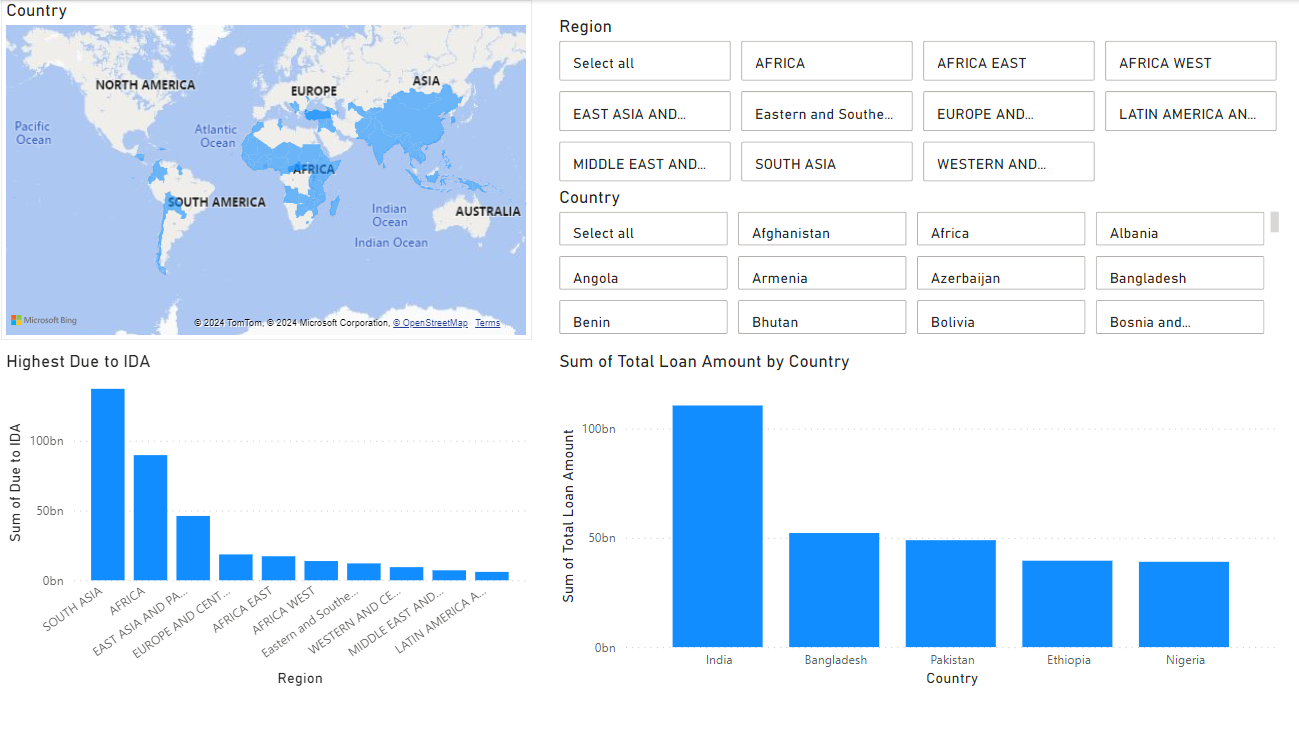 Country
NORTH AMERICA
EUROPE
ASIA
Pacific
Ocean
Atlantic
Ocean
AFRICA
SOUTH AMERICA
Indian
Ocean
AUSTRALIA
Indian Ocean
Microsoft Bing
© 2024 TomTom, © 2024 Microsoft Corporation, © OpenStreetMap Terms
Region
Select all
AFRICA
AFRICA EAST
AFRICA WEST
EAST ASIA AND...
Eastern and Southe...
EUROPE AND...
LATIN AMERICA AN...
MIDDLE EAST AND...
SOUTH ASIA
WESTERN AND...
Country
Select all
Afghanistan
Africa
Albania
Angola
Armenia
Azerbaijan
Bangladesh
Benin
Bhutan
Bolivia
Bosnia and...
Highest Due to IDA
Sum of Due to IDA
100bn
50bn
0bn
SOUTH ASIA
AFRICA
EAST ASIA AND PA...
EUROPE AND CENT...
AFRICA EAST
AFRICA WEST
Eastern and Southe...
WESTERN AND CE...
MIDDLE EAST AND...
LATIN AMERICA A...
Region
Sum of Total Loan Amount by Country
Sum of Total Loan Amount
100bn
50bn
0bn
India
Bangladesh
Pakistan
Ethiopia
Nigeria
Country